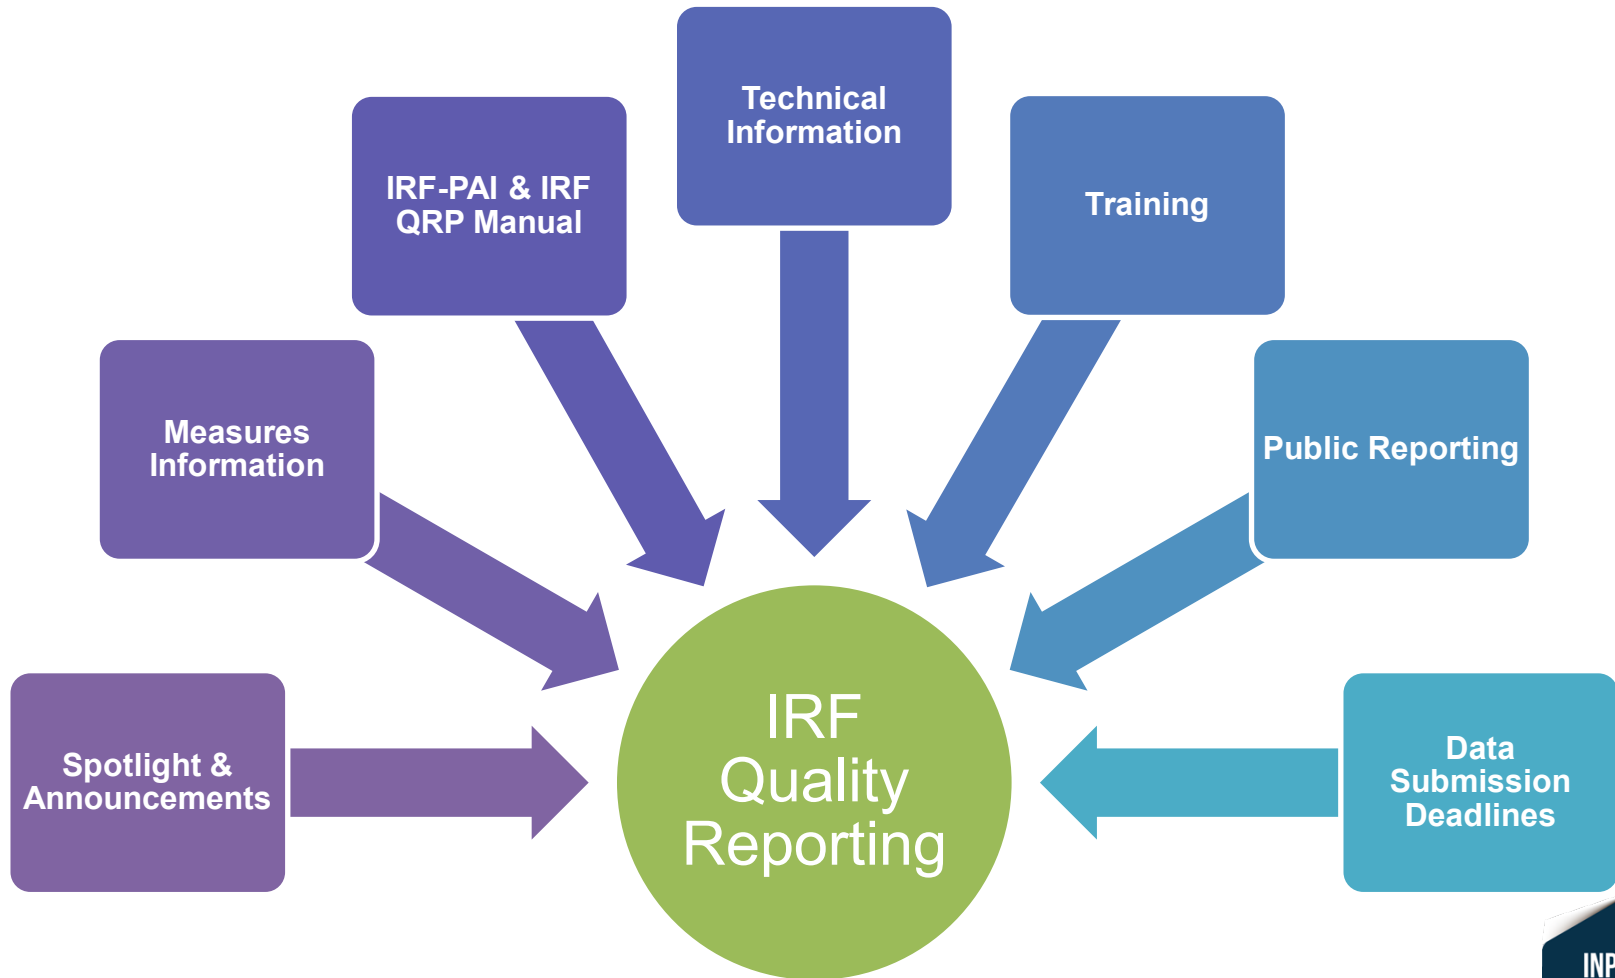 Technical
Information
IRF-PAI & IRF
QRP Manual
Training
Measures
Information
Public Reporting
Spotlight &
Announcements
IRF
Quality
Reporting
Data
Submission
Deadlines